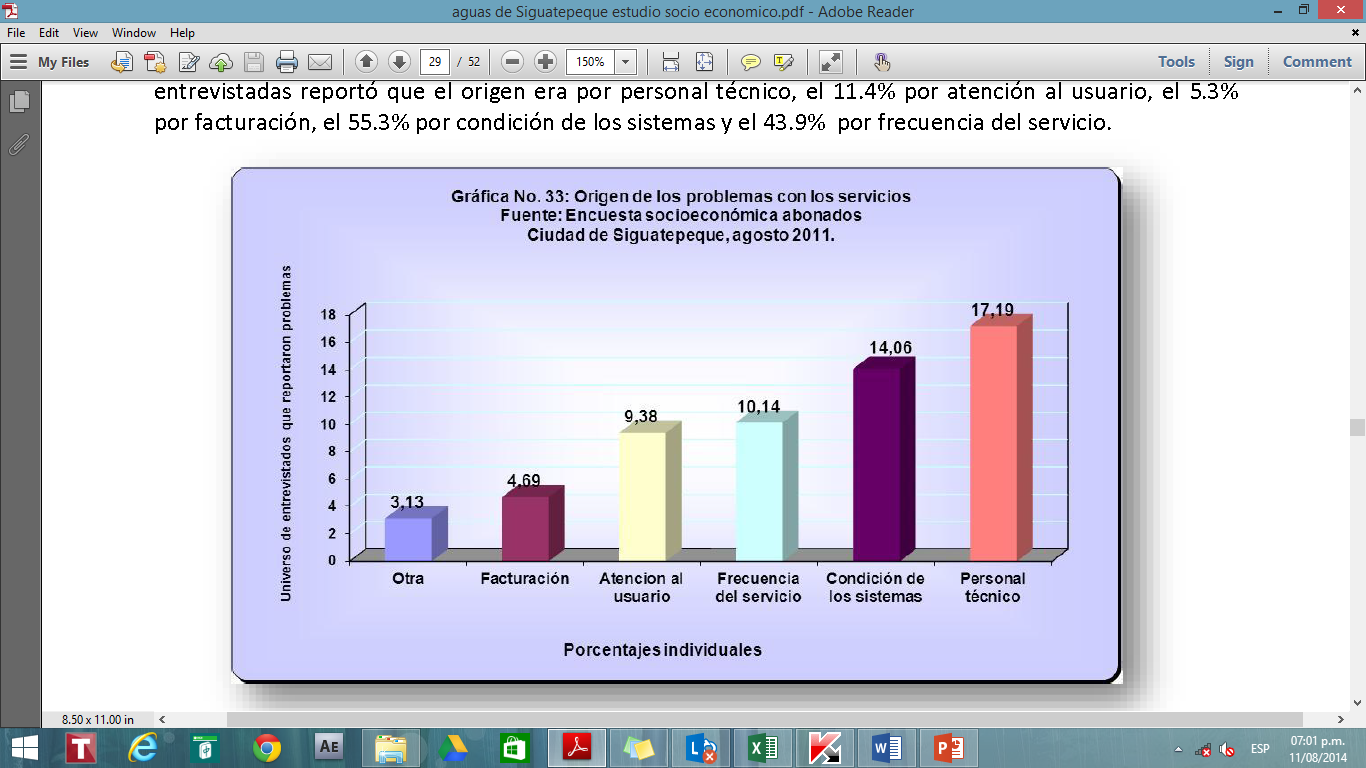 aguas de Siguatepeque estudio socio economico.pdf - Adobe Reader
File Edit View Window Help
My Files 29 / 52 150% Tools Sign Comment
entrevistadas reportó que el origen era por personal técnico, el 11.4% por atención al usuario, el 5.3%
por facturación, el 55.3% por condición de los sistemas y el 43.9% por frecuencia del servicio.
Gráfica No. 33: Origen de los problemas con los servicios
Fuente: Encuesta socioeconómica abonados
Ciudad de Siguatepeque, agosto 2011.
Universo de entrevistados que reportaron problemas
18
16
14
12
10
8
6
4
2
0
3,13
4,69
9,38
10,14
14,06
17,19
Otra
Facturación
Atencion al
usuario
Frecuencia
del servicio
Condición de
los sistemas
Personal
técnico
Porcentajes individuales
8.50 x 11.00 in
T
AE
ESP
07:01 p.m.
11/08/2014